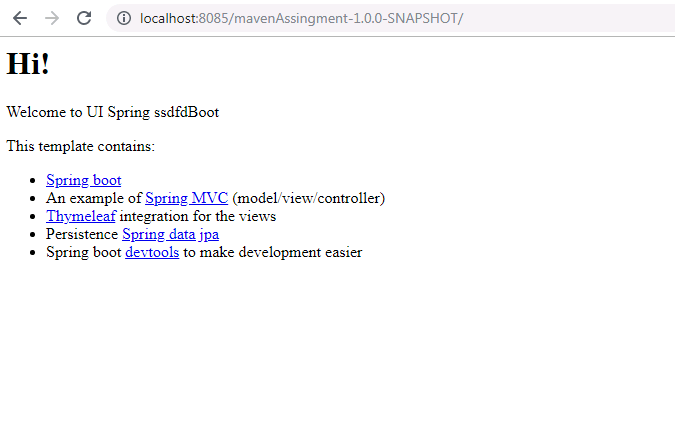 localhost:8085/mavenAssingment-1.0.0-SNAPSHOT/
Hi!
Welcome to UI Spring ssdfdBoot
This template contains:
Spring boot
An example of Spring MVC (model/view/controller)
Thymeleaf integration for the views
Persistence Spring data jpa
Spring boot devtools to make development easier